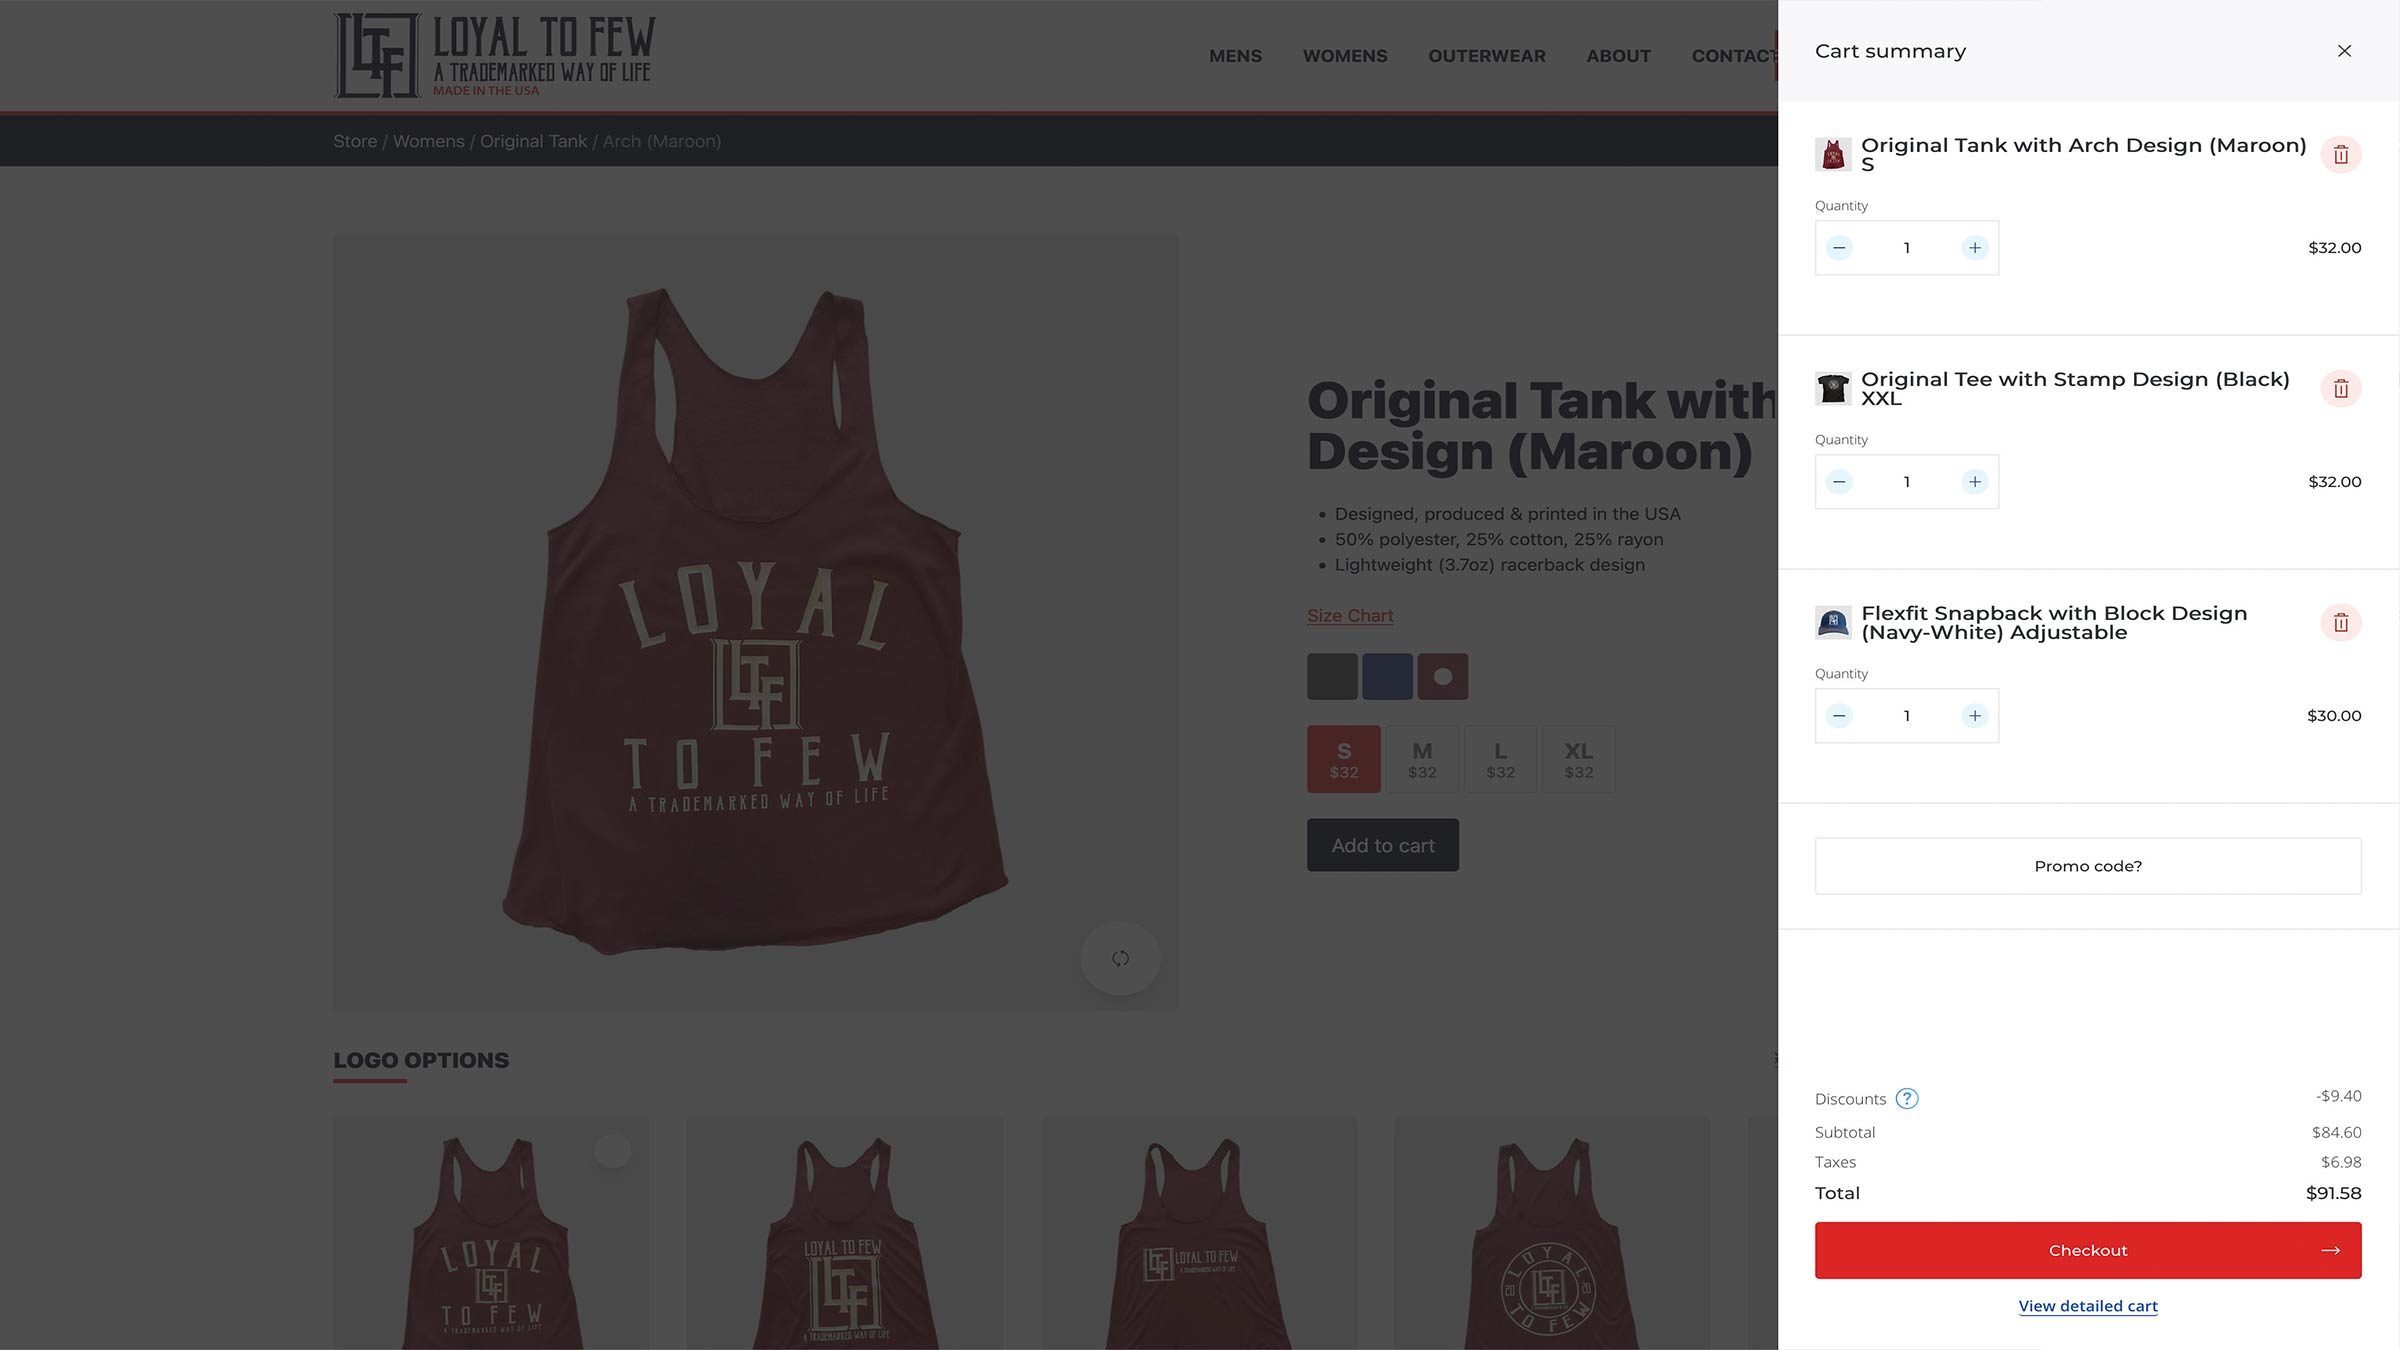 LOYAL TO FEW
A TRADEMARKED WAY OF LIFE
MADE IN THE USA
MENS
WOMENS
OUTERWEAR
ABOUT
CONTACT
Store / Womens / Original Tank / Arch (Maroon)
LOYAL
LTF
TO FEW
A TRADEMARKED WAY OF LIFE
Original Tank with
Design (Maroon)
Designed, produced & printed in the USA
50% polyester, 25% cotton, 25% rayon
Lightweight (3.7oz) racerback design
Size Chart
S
$32
M
$32
L
$32
XL
$32
Add to cart
LOGO OPTIONS
LOYAL
LTF
TO FEW
A TRADEMARKED WAY OF LIFE
LOYAL TO FEW
LTF
A TRADEMARKED WAY OF LIFE
LTF
LOYAL TO FEW
A TRADEMARKED WAY OF LIFE
LOYAL
20 LTF 20
TO FEW
Cart summary
Original Tank with Arch Design (Maroon)
S
Quantity
1
$32.00
Original Tee with Stamp Design (Black)
XXL
Quantity
1
$32.00
Flexfit Snapback with Block Design
(Navy-White) Adjustable
Quantity
1
$30.00
Promo code?
Discounts ?
-$9.40
Subtotal
$84.60
Taxes
$6.98
Total
$91.58
Checkout
View detailed cart